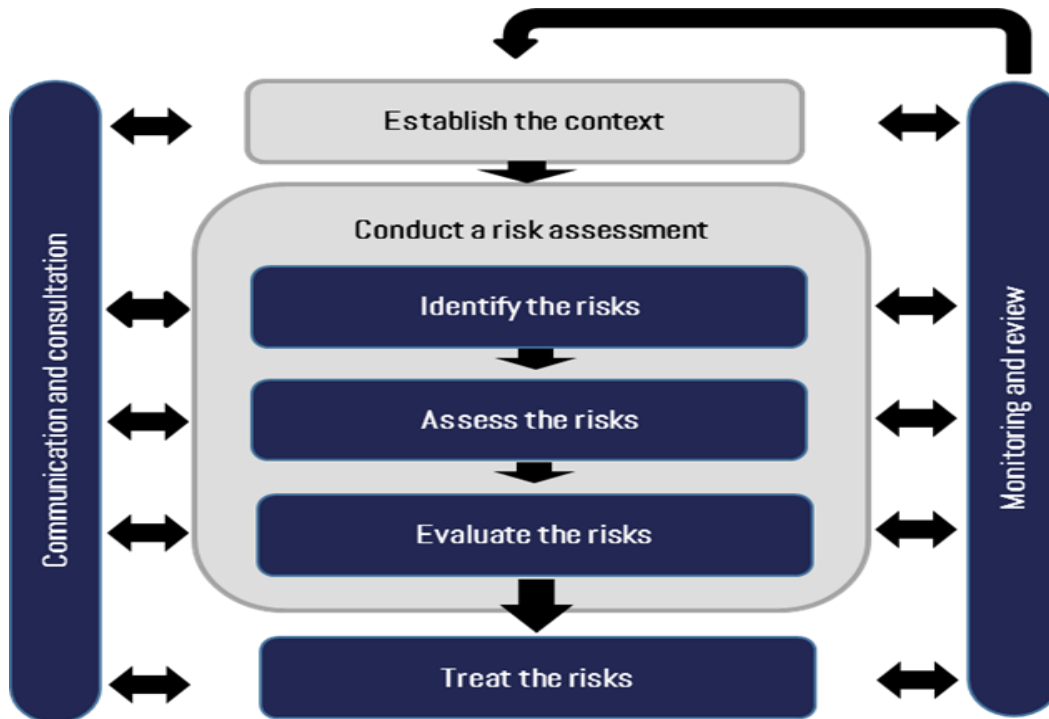 Establish the context
Conduct a risk assessment
Identify the risks
Assess the risks
Evaluate the risks
Treat the risks
Communication and consultation
Monitoring and review